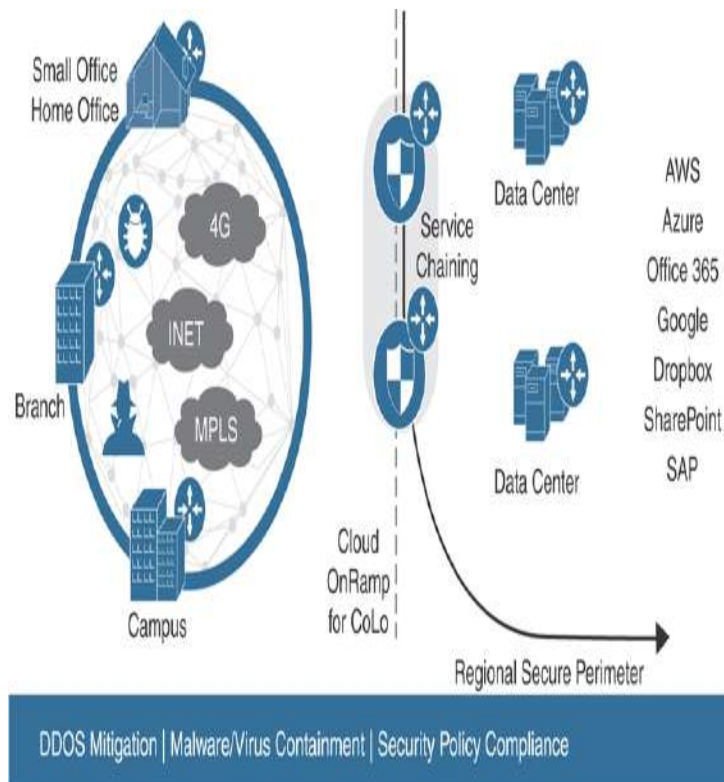 Small Office
Home Office
4G
INET
Branch
MPLS
Campus
Service
Chaining
Cloud
OnRamp
for CoLo
Data Center
Data Center
AWS
Azure
Office 365
Google
Dropbox
SharePoint
SAP
Regional Secure Perimeter
DDOS Mitigation | Malware/Virus Containment | Security Policy Compliance